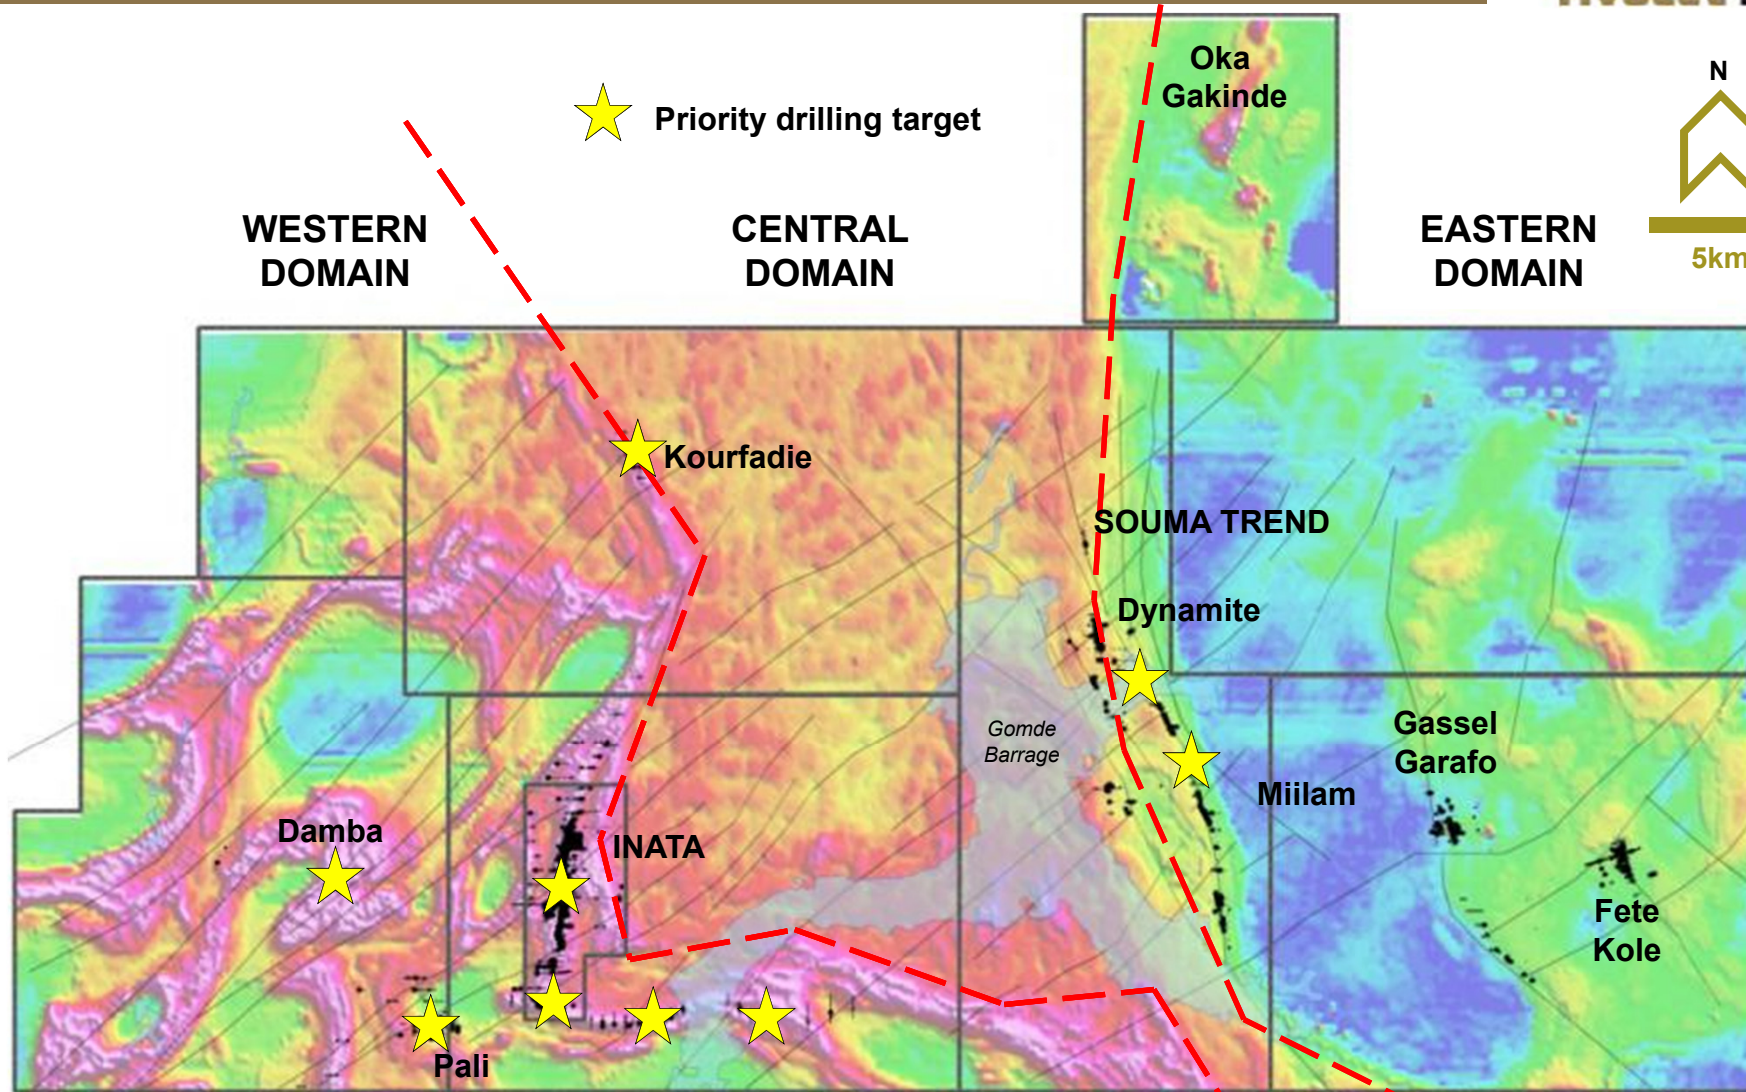 Oka
Gakinde
N
Priority drilling target
5km
WESTERN
DOMAIN
CENTRAL
DOMAIN
EASTERN
DOMAIN
Kourfadie
SOUMA TREND
Dynamite
Gomde
Barrage
Gassel
Garafo
Miilam
Damba
INATA
Fete
Kole
Pali